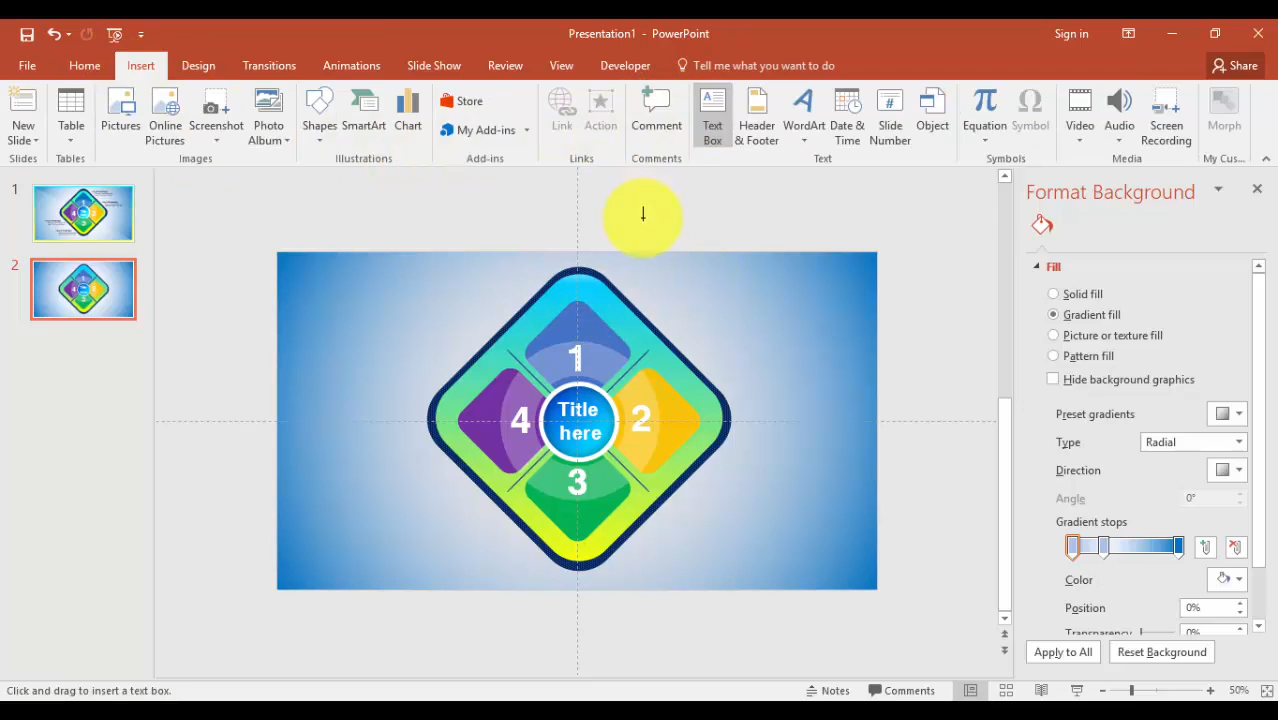 Presentation1 - PowerPoint
Sign in
File Home Insert Design Transitions Animations Slide Show Review View Developer Tell me what you want to do Share
New Slide
Table
Pictures
Online Pictures
Screenshot
Photo Album
Shapes
SmartArt
Chart
Store
My Add-ins
Link
Action
Comment
Text Box
Header & Footer
WordArt
Date & Time
Slide Number
Object
Equation
Symbol
Video
Audio
Screen Recording
Morph
Slides Tables Images Illustrations Add-ins Links Comments Text Symbols Media My Cus...
1
2
1
4
Title
here
2
3
Format Background
Fill
Solid fill
Gradient fill
Picture or texture fill
Pattern fill
Hide background graphics
Preset gradients
Type Radial
Direction
Angle 0°
Gradient stops
Color
Position 0%
Transparency 0%
Apply to All Reset Background
Click and drag to insert a text box.
Notes Comments 50%